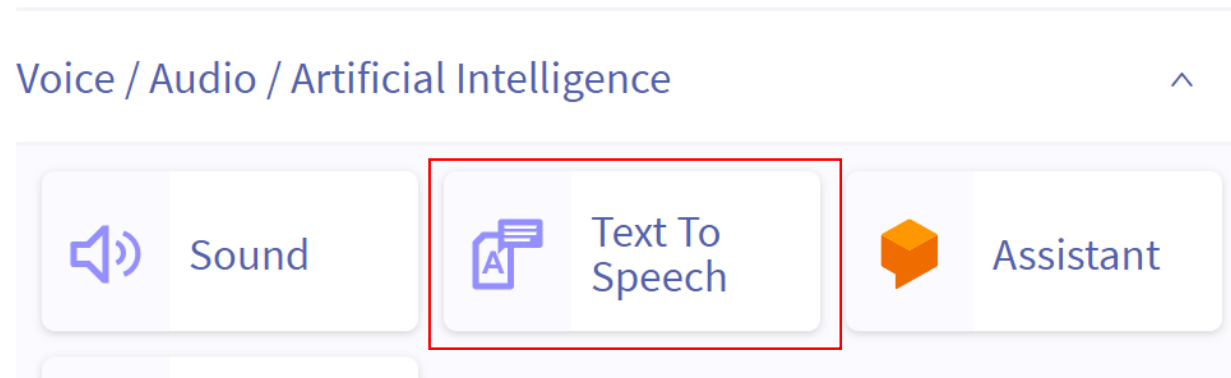 Voice / Audio / Artificial Intelligence
Sound
A
Text To
Speech
Assistant